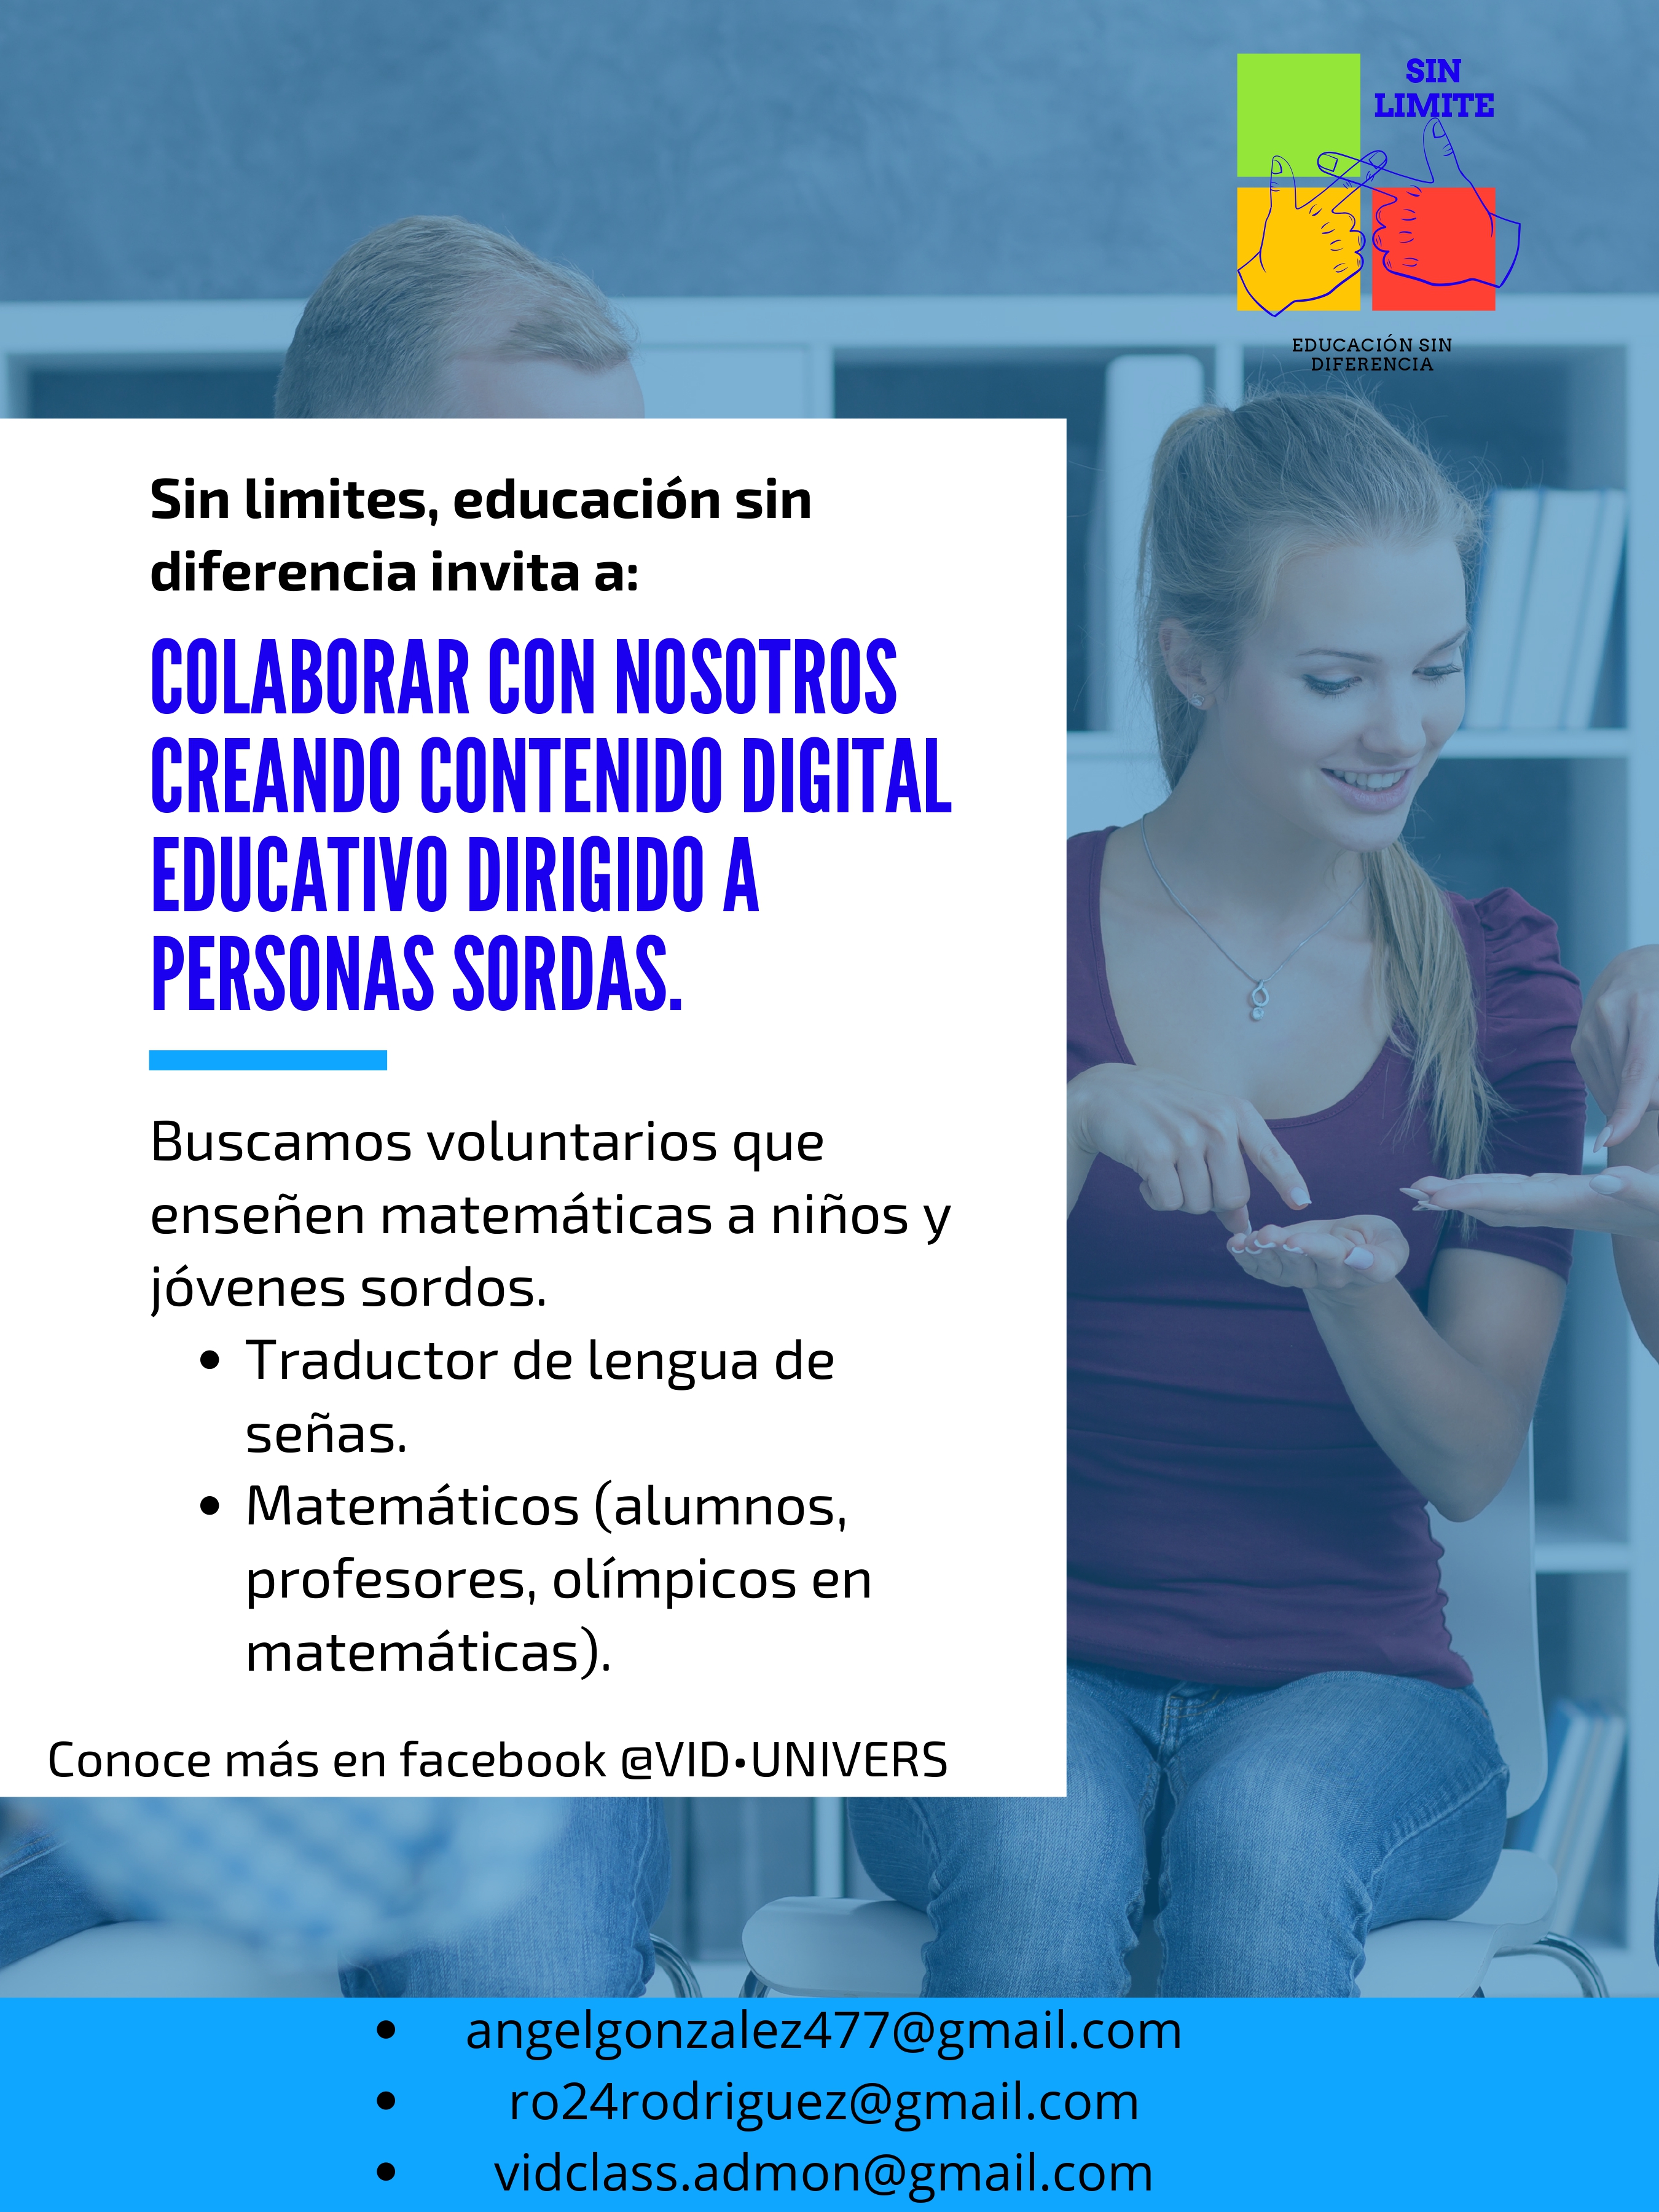 SIN
LIMITE
EDUCACIÓN SIN
DIFERENCIA
Sin limites, educación sin
diferencia invita a:
COLABORAR CON NOSOTROS
CREANDO CONTENIDO DIGITAL
EDUCATIVO DIRIGIDO A
PERSONAS SORDAS.
Buscamos voluntarios que
enseñen matemáticas a niños y
jóvenes sordos.
• Traductor de lengua de
señas.
• Matemáticos (alumnos,
profesores, olímpicos en
matemáticas).
Conoce más en facebook @VID•UNIVERS
• angelgonzalez477@gmail.com
• ro24rodriguez@gmail.com
• vidclass.admon@gmail.com